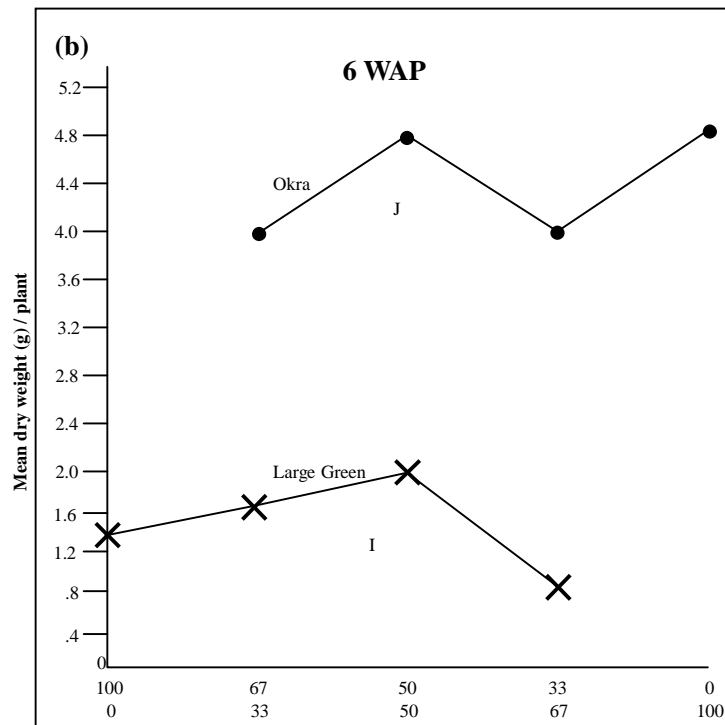 (b)
6 WAP
Mean dry weight (g) / plant
5.2
4.8
4.4
4.0
3.6
3.2
2.8
2.4
2.0
1.6
1.2
.8
.4
0
Okra
J
Large Green
I
100 67 50 33 0
0 33 50 67 100